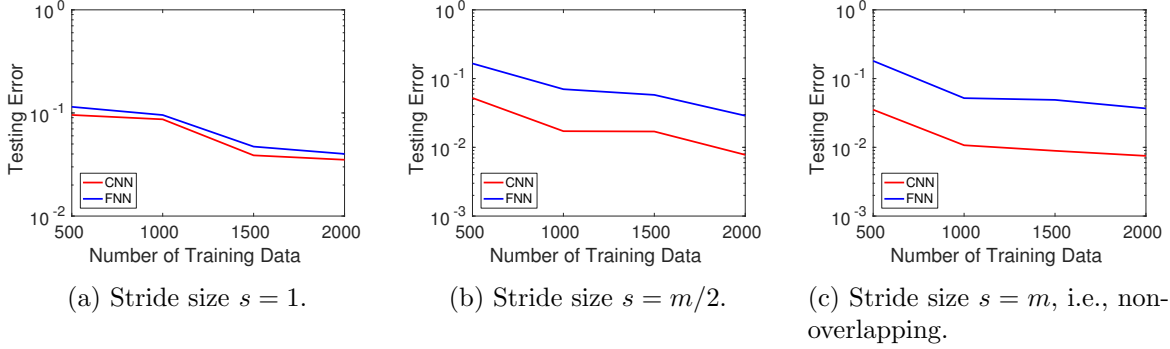 10^0
10^-1
10^-2
Testing Error
CNN
FNN
500 1000 1500 2000
Number of Training Data
(a) Stride size s = 1.
10^0
10^-1
10^-2
10^-3
Testing Error
CNN
FNN
500 1000 1500 2000
Number of Training Data
(b) Stride size s = m/2.
10^0
10^-1
10^-2
10^-3
Testing Error
CNN
FNN
500 1000 1500 2000
Number of Training Data
(c) Stride size s = m, i.e., non-
overlapping.